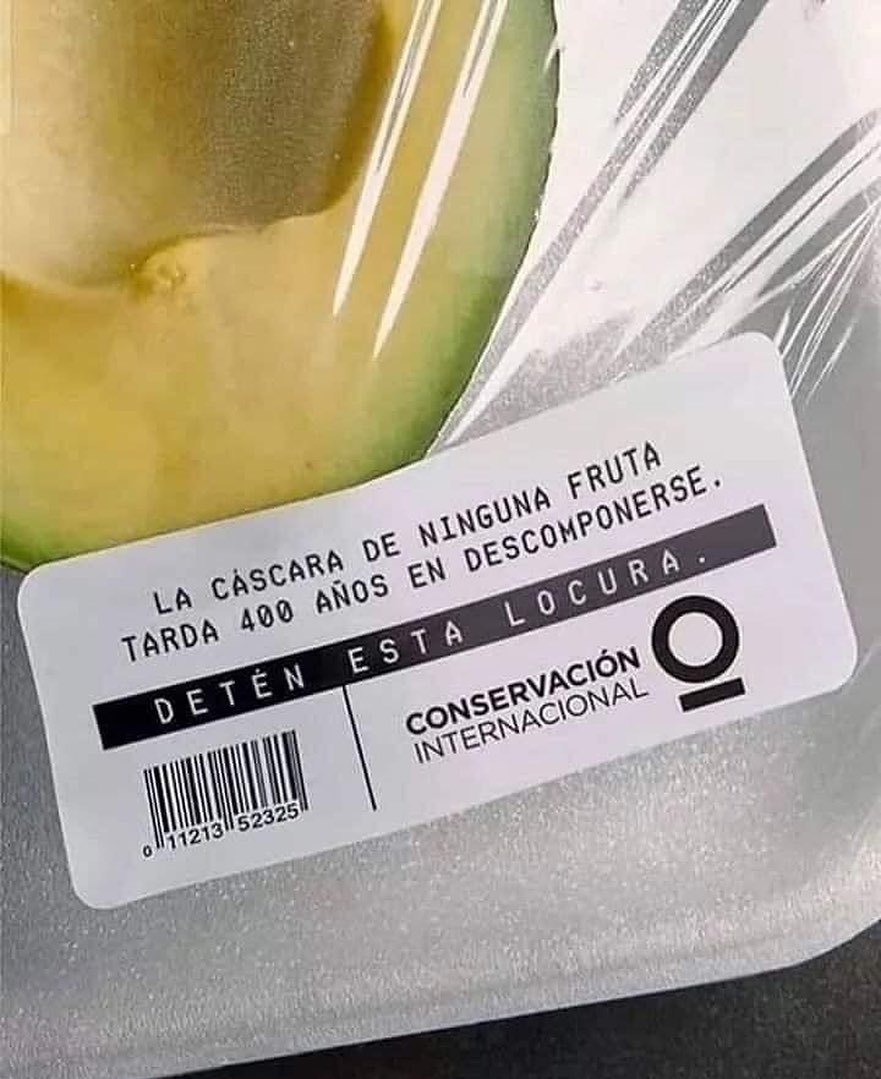 LA CÁSCARA DE NINGUNA FRUTA
TARDA 400 AÑOS EN DESCOMPONERSE.
DETÉN ESTA LOCURA.
CONSERVACIÓN
INTERNACIONAL
0 11213 52325